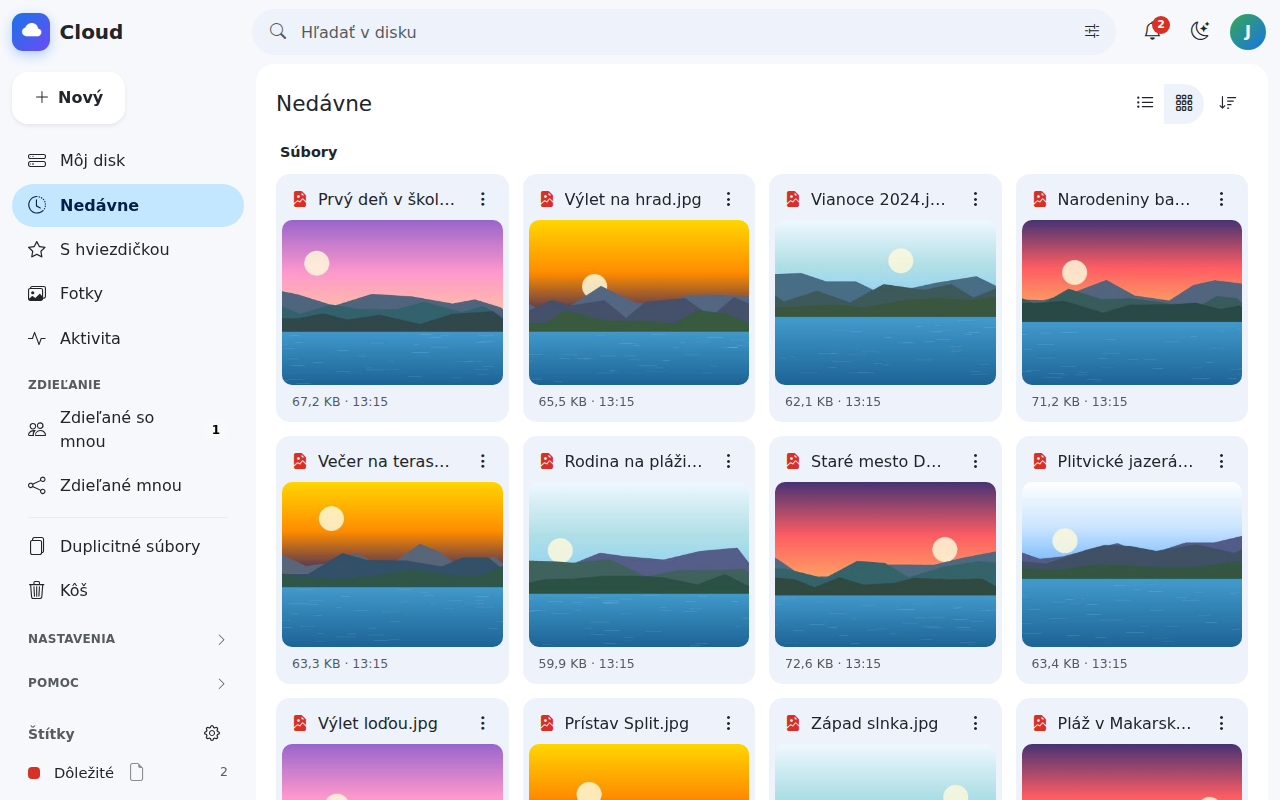 Cloud
Hľadať v disku
2
J
Nový
Môj disk
Nedávne
S hviezdičkou
Fotky
Aktivita
ZDIEĽANIE
Zdieľané so
mnou
1
Zdieľané mnou
Duplicitné súbory
Kôš
NASTAVENIA
POMOC
Štítky
Dôležité
2
Nedávne
Súbory
Prvý deň v škol...
Výlet na hrad.jpg
Vianoce 2024.j...
Narodeniny ba...
67,2 KB · 13:15
65,5 KB · 13:15
62,1 KB · 13:15
71,2 KB · 13:15
Večer na teras...
Rodina na pláži...
Staré mesto D...
Plitvické jazerá...
63,3 KB · 13:15
59,9 KB · 13:15
72,6 KB · 13:15
63,4 KB · 13:15
Výlet loďou.jpg
Prístav Split.jpg
Západ slnka.jpg
Pláž v Makarsk...